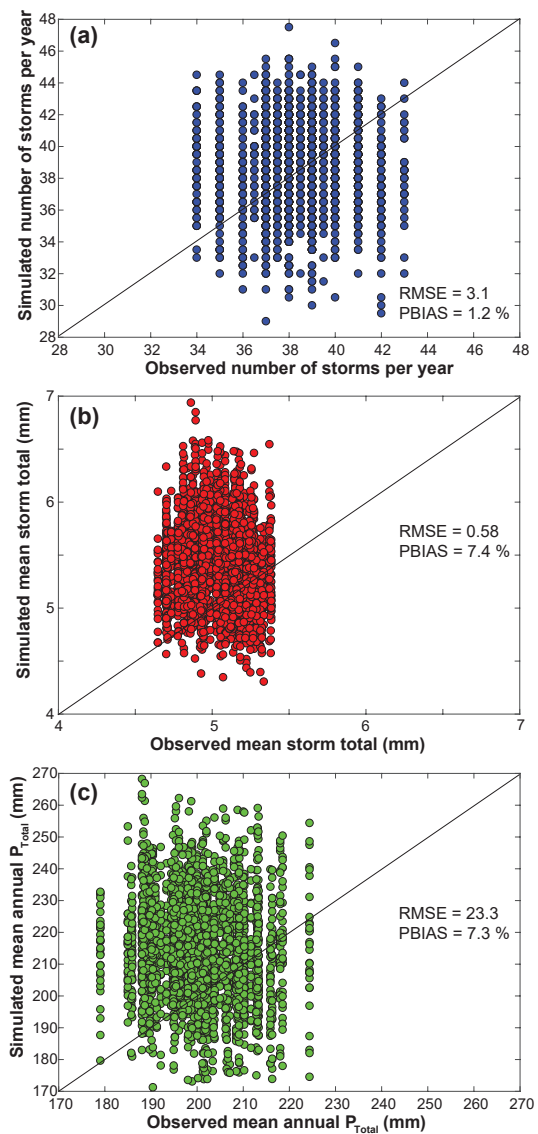 (a)
Simulated number of storms per year
48
46
44
42
40
38
36
34
32
30
28
RMSE = 3.1
PBIAS = 1.2 %
28 30 32 34 36 38 40 42 44 46 48
Observed number of storms per year
(b)
Simulated mean storm total (mm)
7
6
5
4
RMSE = 0.58
PBIAS = 7.4 %
4 5 6 7
Observed mean storm total (mm)
(c)
Simulated mean annual P_Total (mm)
270
260
250
240
230
220
210
200
190
180
170
RMSE = 23.3
PBIAS = 7.3 %
170 180 190 200 210 220 230 240 250 260 270
Observed mean annual P_Total (mm)